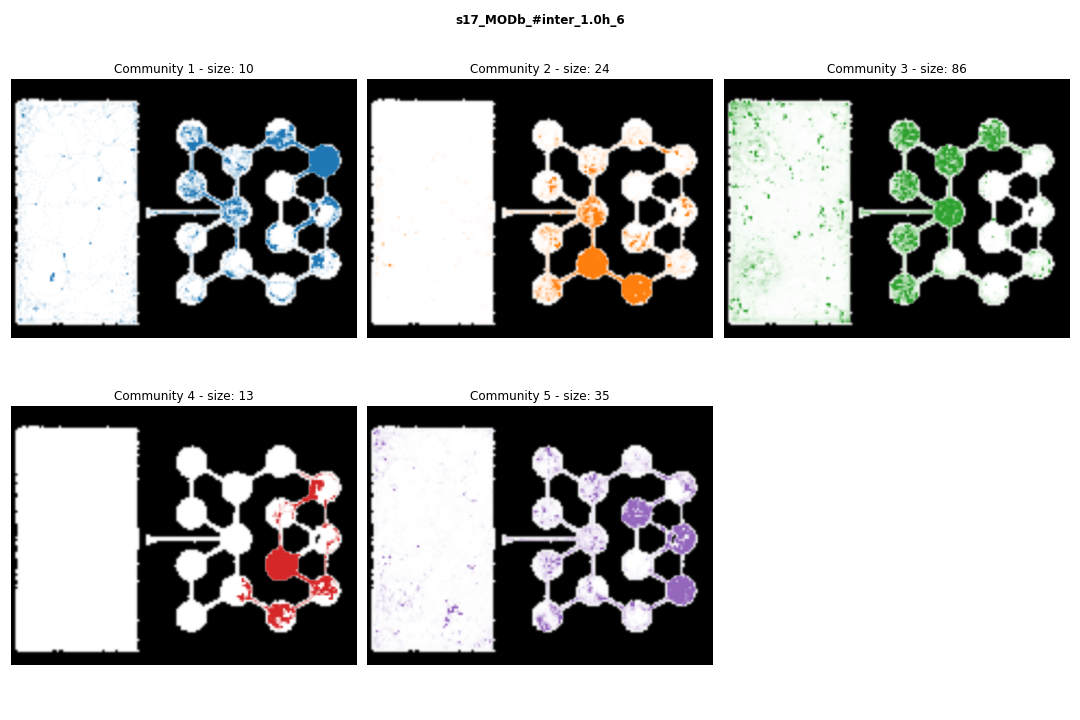 s17_MODb_#inter_1.0h_6
Community 1 - size: 10
Community 2 - size: 24
Community 3 - size: 86
Community 4 - size: 13
Community 5 - size: 35